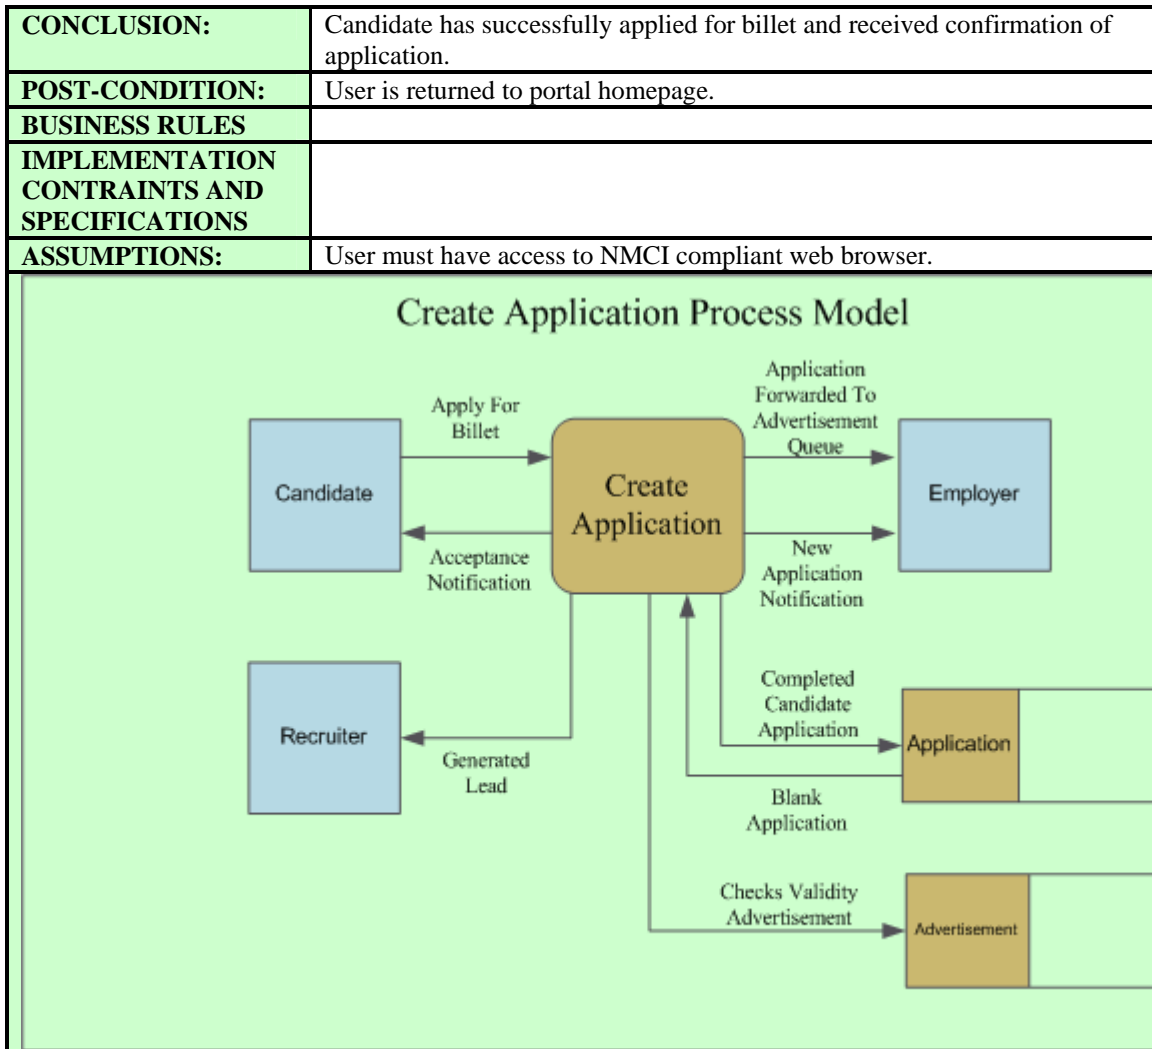 CONCLUSION:
Candidate has successfully applied for billet and received confirmation of
application.
POST-CONDITION:
User is returned to portal homepage.
BUSINESS RULES
IMPLEMENTATION
CONTRAINTS AND
SPECIFICATIONS
ASSUMPTIONS:
User must have access to NMCI compliant web browser.
Create Application Process Model
Candidate
Apply For
Billet
Acceptance
Notification
Create
Application
Application
Forwarded To
Advertisement
Queue
New
Application
Notification
Employer
Recruiter
Generated
Lead
Completed
Candidate
Application
Blank
Application
Application
Checks Validity
Advertisement
Advertisement